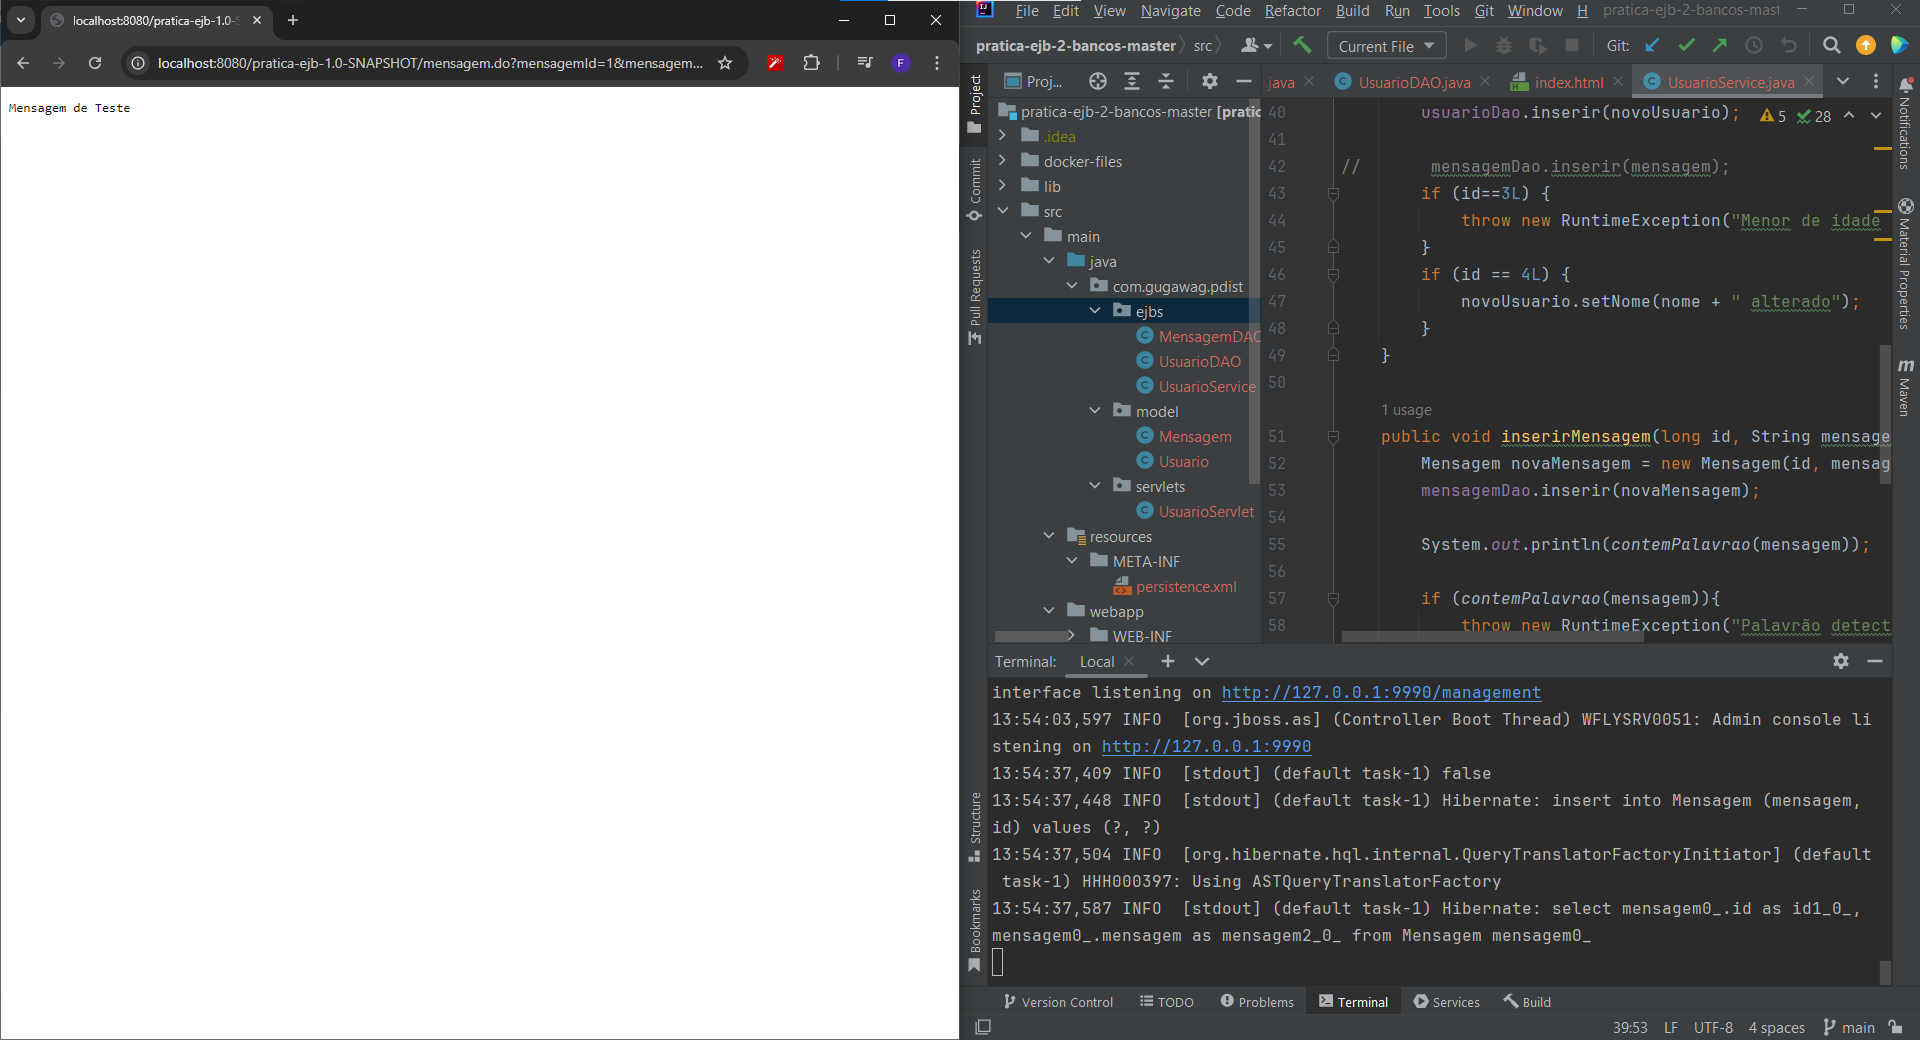 localhost:8080/pratica-ejb-1.0-S
localhost:8080/pratica-ejb-1.0-SNAPSHOT/mensagem.do?mensagemId=1&mensagem...
F
Mensagem de Teste
File Edit View Navigate Code Refactor Build Run Tools Git Window H pratica-ejb-2-bancos-mast
pratica-ejb-2-bancos-master src
Current File
Git:
Project
Commit
Pull Requests
Structure
Bookmarks
Proj...
pratica-ejb-2-bancos-master [pratic
.idea
docker-files
lib
src
main
java
com.gugawag.pdist
ejbs
MensagemDAO
UsuarioDAO
UsuarioService
model
Mensagem
Usuario
servlets
UsuarioServlet
resources
META-INF
persistence.xml
webapp
WEB-INF
java
UsuarioDAO.java
index.html
UsuarioService.java
5 28
40 usuarioDao.inserir(novoUsuario);
41
42 // mensagemDao.inserir(mensagem);
43 if (id==3L) {
44 throw new RuntimeException("Menor de idade
45 }
46 if (id == 4L) {
47 novoUsuario.setNome(nome + " alterado");
48 }
49 }
50
1 usage
51 public void inserirMensagem(long id, String mensage
52 Mensagem novaMensagem = new Mensagem(id, mensag
53 mensagemDao.inserir(novaMensagem);
54
55 System.out.println(contemPalavrao(mensagem));
56
57 if (contemPalavrao(mensagem)){
58 throw new RuntimeException("Palavrão detect
Notifications
Material Properties
m Maven
Terminal: Local
interface listening on http://127.0.0.1:9990/management
13:54:03,597 INFO [org.jboss.as] (Controller Boot Thread) WFLYSRV0051: Admin console li
stening on http://127.0.0.1:9990
13:54:37,409 INFO [stdout] (default task-1) false
13:54:37,448 INFO [stdout] (default task-1) Hibernate: insert into Mensagem (mensagem,
id) values (?, ?)
13:54:37,504 INFO [org.hibernate.hql.internal.QueryTranslatorFactoryInitiator] (default
task-1) HHH000397: Using ASTQueryTranslatorFactory
13:54:37,587 INFO [stdout] (default task-1) Hibernate: select mensagem0_.id as id1_0_,
mensagem0_.mensagem as mensagem2_0_ from Mensagem mensagem0_
Version Control TODO Problems Terminal Services Build
39:53 LF UTF-8 4 spaces main